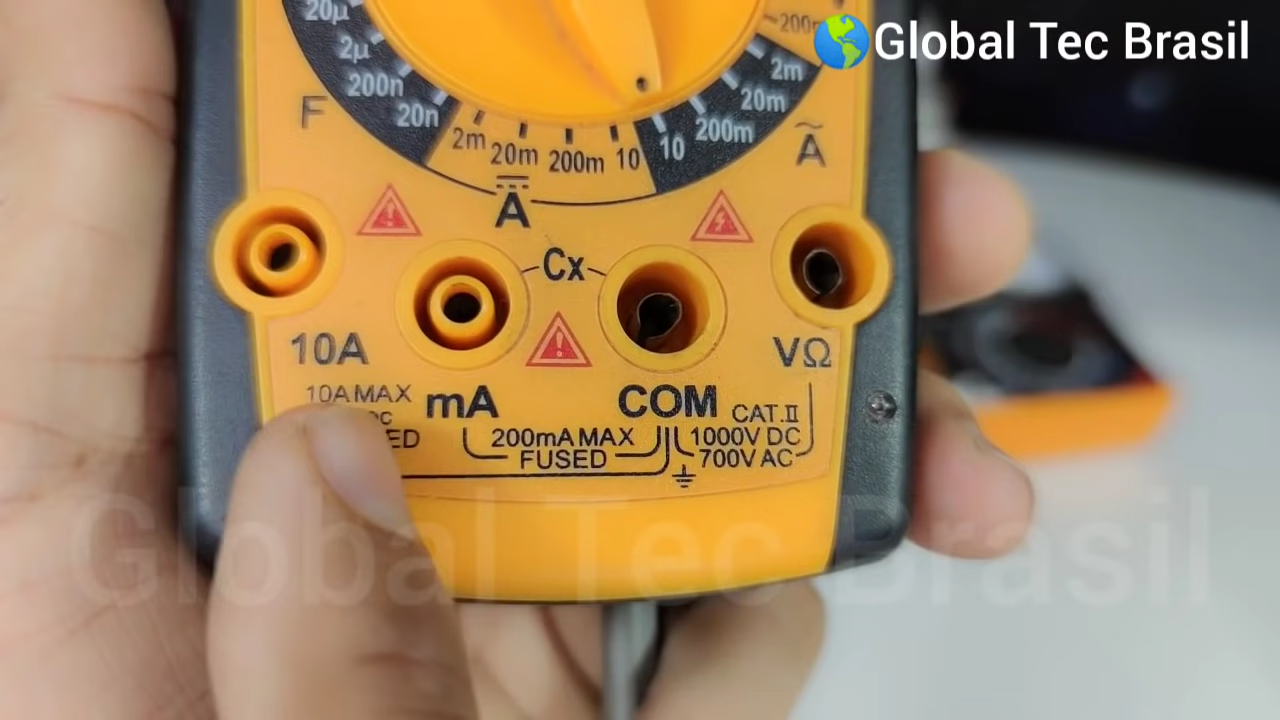 Global Tec Brasil
20µ
2µ
200n
20n
F
2m
20m
200m
10
A
10
200m
20m
2m
~200m
A
Cx
10A
10A MAX
mA
COM
VΩ
CAT.II
200mA MAX
FUSED
1000V DC
700V AC
Global Tec Brasil